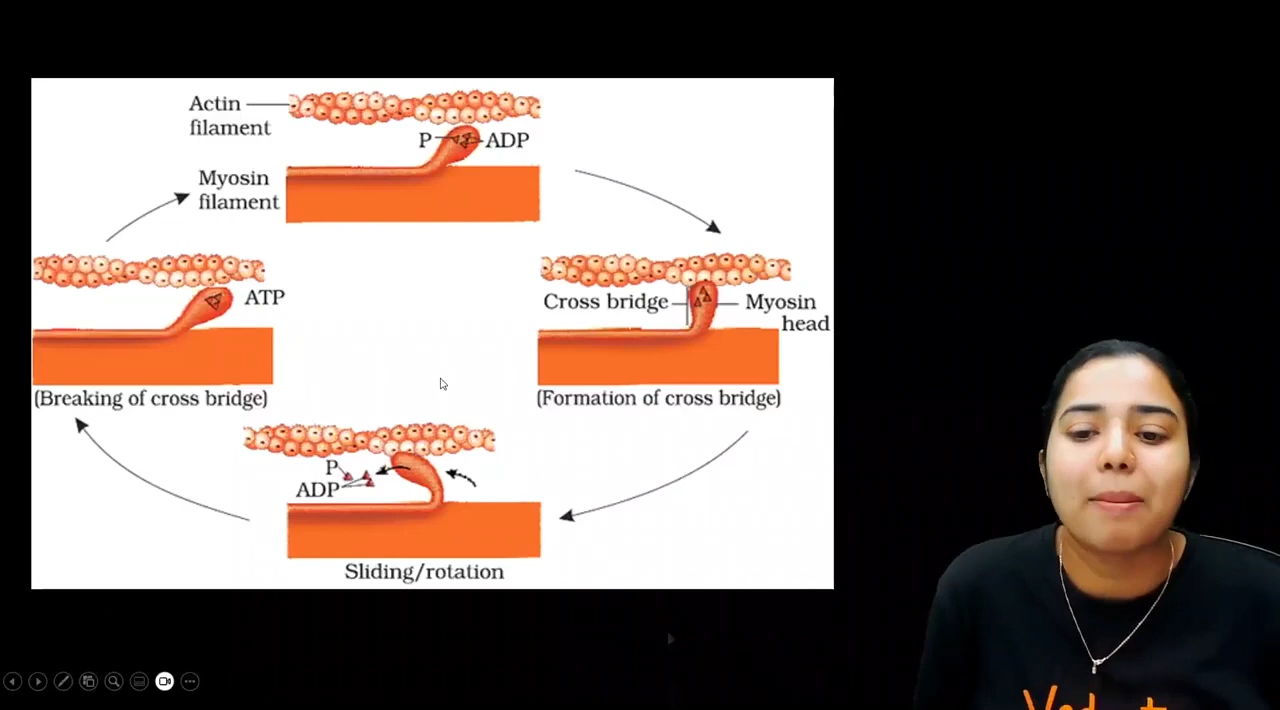 Actin
filament
P
ADP
Myosin
filament
ATP
Cross bridge
Myosin
head
(Breaking of cross bridge)
(Formation of cross bridge)
P
ADP
Sliding/rotation